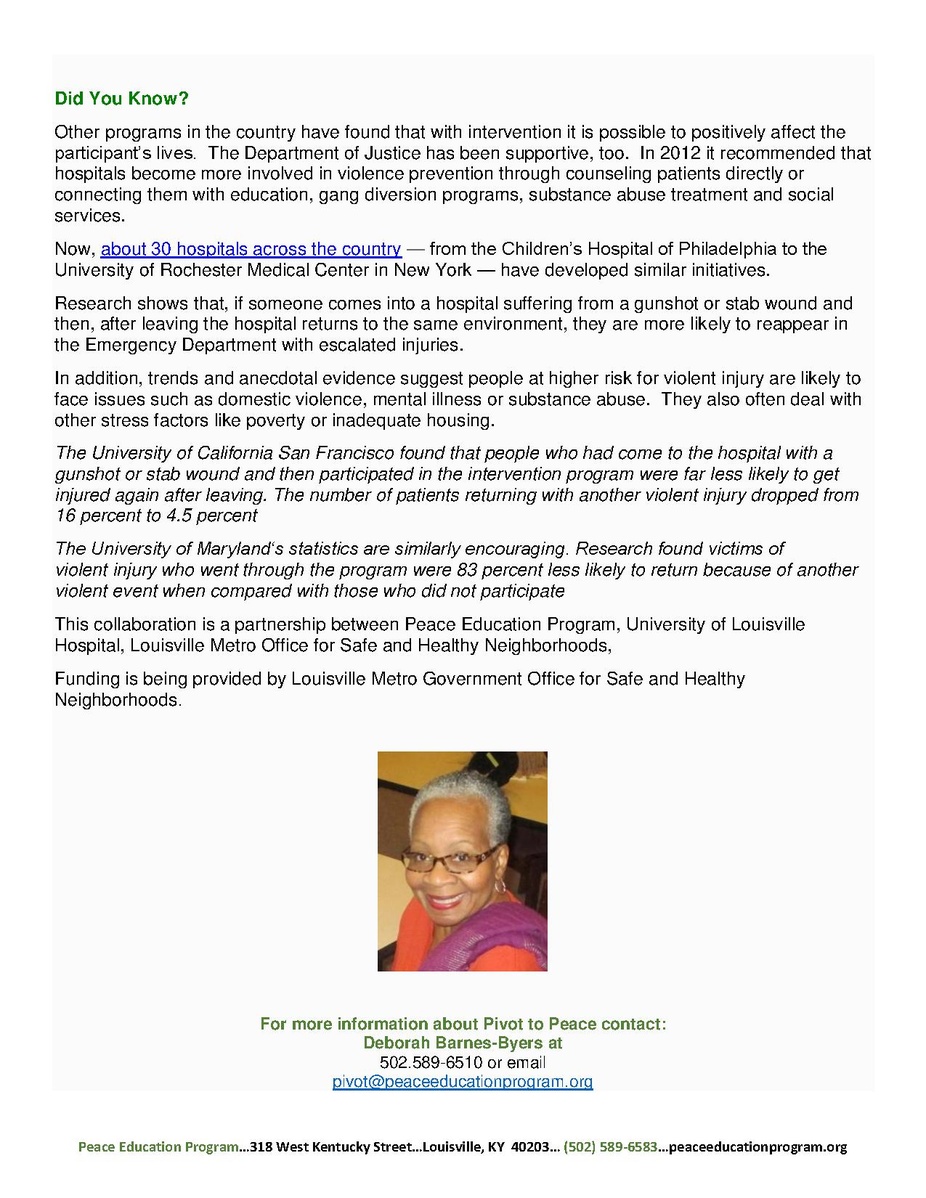 Did You Know?
Other programs in the country have found that with intervention it is possible to positively affect the
participant's lives.  The Department of Justice has been supportive, too.  In 2012 it recommended that
hospitals become more involved in violence prevention through counseling patients directly or
connecting them with education, gang diversion programs, substance abuse treatment and social
services.
Now, about 30 hospitals across the country — from the Children's Hospital of Philadelphia to the
University of Rochester Medical Center in New York — have developed similar initiatives.
Research shows that, if someone comes into a hospital suffering from a gunshot or stab wound and
then, after leaving the hospital returns to the same environment, they are more likely to reappear in
the Emergency Department with escalated injuries.
In addition, trends and anecdotal evidence suggest people at higher risk for violent injury are likely to
face issues such as domestic violence, mental illness or substance abuse.  They also often deal with
other stress factors like poverty or inadequate housing.
The University of California San Francisco found that people who had come to the hospital with a
gunshot or stab wound and then participated in the intervention program were far less likely to get
injured again after leaving. The number of patients returning with another violent injury dropped from
16 percent to 4.5 percent
The University of Maryland's statistics are similarly encouraging. Research found victims of
violent injury who went through the program were 83 percent less likely to return because of another
violent event when compared with those who did not participate
This collaboration is a partnership between Peace Education Program, University of Louisville
Hospital, Louisville Metro Office for Safe and Healthy Neighborhoods,
Funding is being provided by Louisville Metro Government Office for Safe and Healthy
Neighborhoods.
For more information about Pivot to Peace contact:
Deborah Barnes-Byers at
502.589-6510 or email
pivot@peaceeducationprogram.org
Peace Education Program…318 West Kentucky Street…Louisville, KY  40203… (502) 589-6583…peaceeducationprogram.org